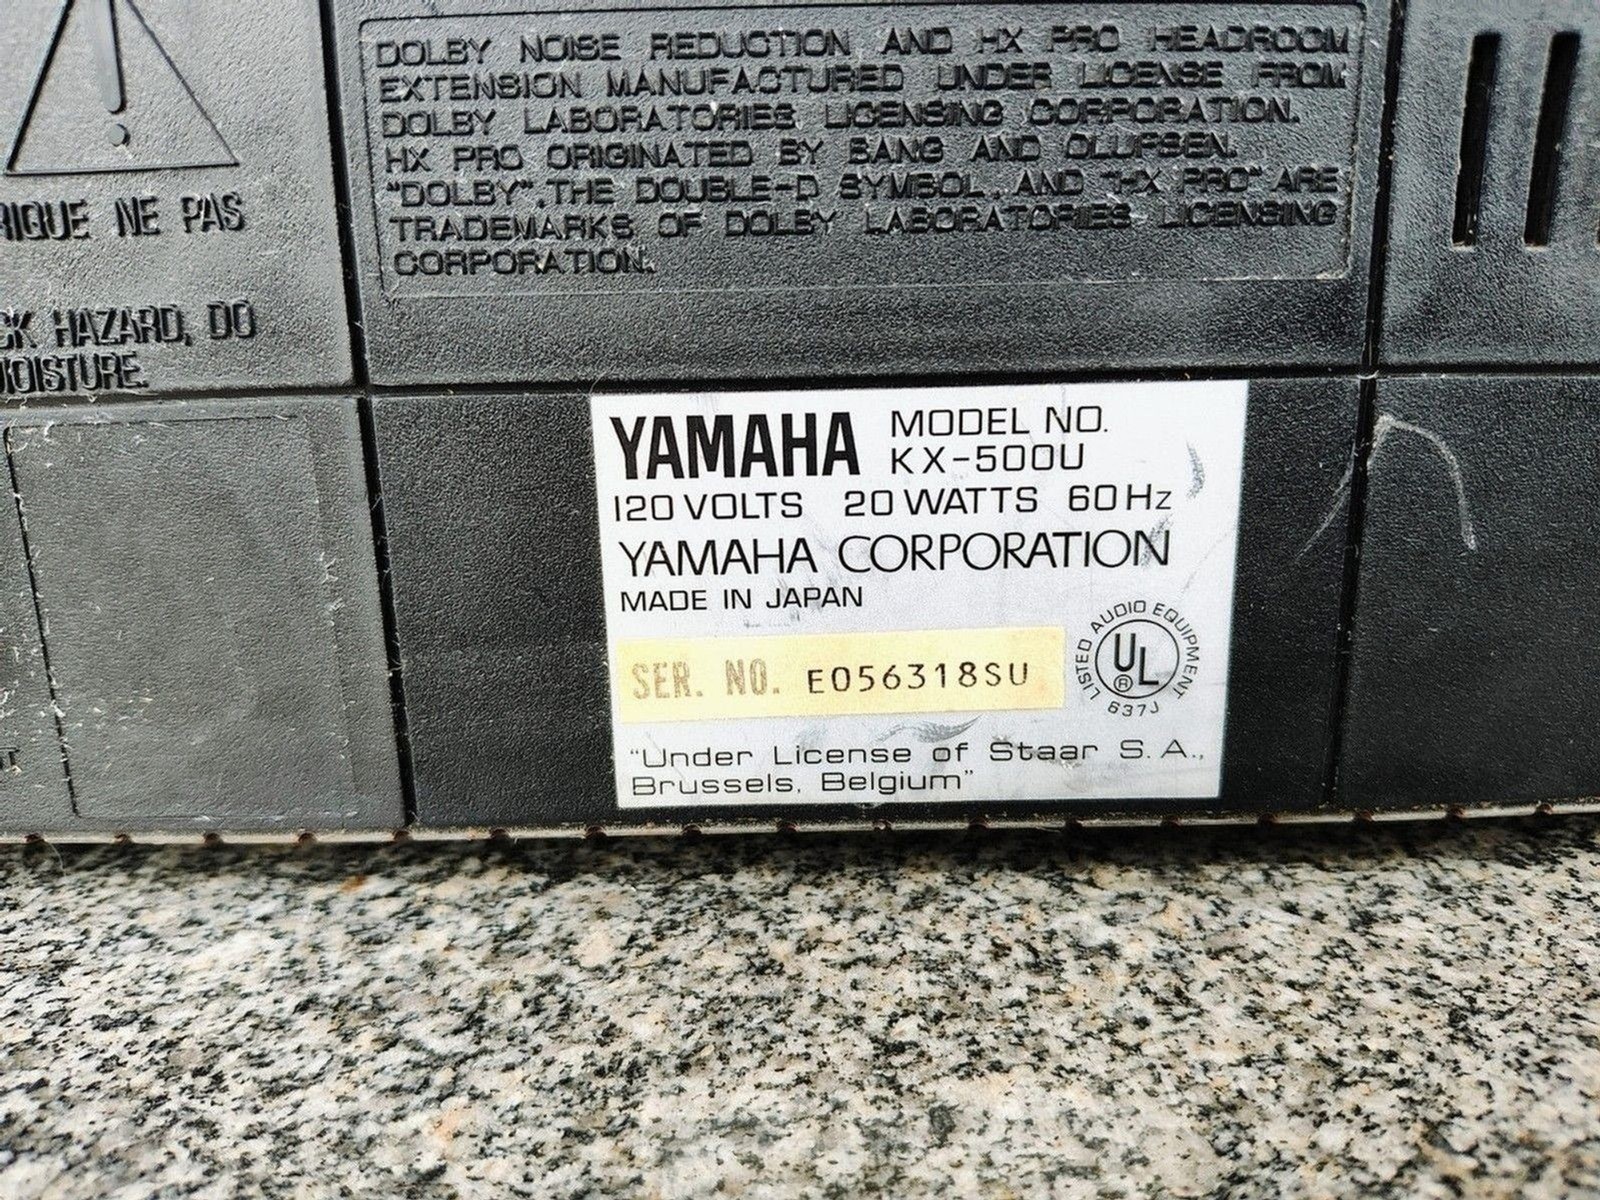 DOLBY NOISE REDUCTION AND HX PRO HEADROOM
EXTENSION MANUFACTURED UNDER LICENSE FROM
DOLBY LABORATORIES LICENSING CORPORATION.
HX PRO ORIGINATED BY BANG AND OLUFSEN.
"DOLBY", THE DOUBLE-D SYMBOL, AND "HX PRO" ARE
TRADEMARKS OF DOLBY LABORATORIES LICENSING
CORPORATION.
RIQUE NE PAS
CK HAZARD, DO
MOISTURE.
YAMAHA MODEL NO.
KX-500U
120 VOLTS 20 WATTS 60 Hz
YAMAHA CORPORATION
MADE IN JAPAN
SER. NO. E056318SU
LISTED AUDIO EQUIPMENT
UL ®
637J
"Under License of Staar S.A.,
Brussels, Belgium"